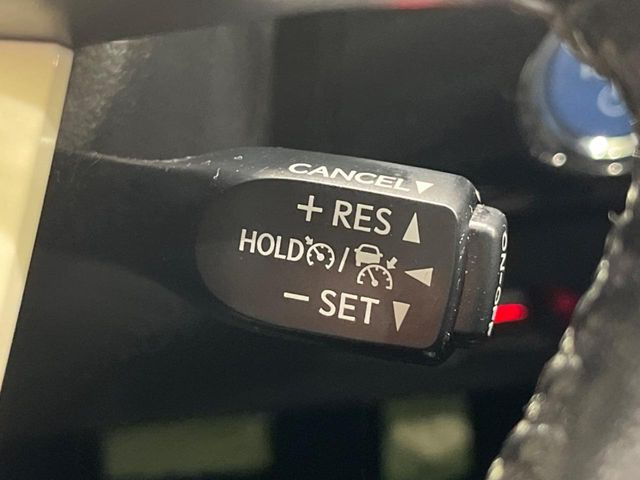 CANCEL▼
+ RES ▲
HOLD / ◀
− SET ▼
ON·OFF